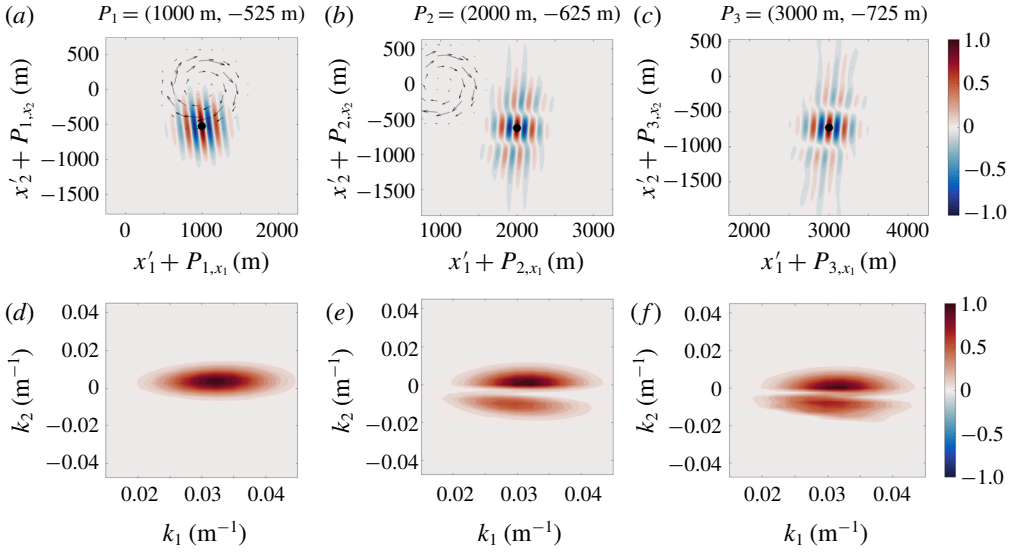 (a) P₁ = (1000 m, −525 m) (b) P₂ = (2000 m, −625 m) (c) P₃ = (3000 m, −725 m)
x′₂ + P₁,ₓ₂ (m)
500
0
−500
−1000
−1500
0 1000 2000
x′₁ + P₁,ₓ₁ (m)
x′₂ + P₂,ₓ₂ (m)
500
0
−500
−1000
−1500
1000 2000 3000
x′₁ + P₂,ₓ₁ (m)
x′₂ + P₃,ₓ₂ (m)
500
0
−500
−1000
−1500
2000 3000 4000
x′₁ + P₃,ₓ₁ (m)
1.0
0.5
0
−0.5
−1.0
(d)
k₂ (m⁻¹)
0.04
0.02
0
−0.02
−0.04
0.02 0.03 0.04
k₁ (m⁻¹)
(e)
k₂ (m⁻¹)
0.04
0.02
0
−0.02
−0.04
0.02 0.03 0.04
k₁ (m⁻¹)
(f)
k₂ (m⁻¹)
0.04
0.02
0
−0.02
−0.04
0.02 0.03 0.04
k₁ (m⁻¹)
1.0
0.5
0
−0.5
−1.0